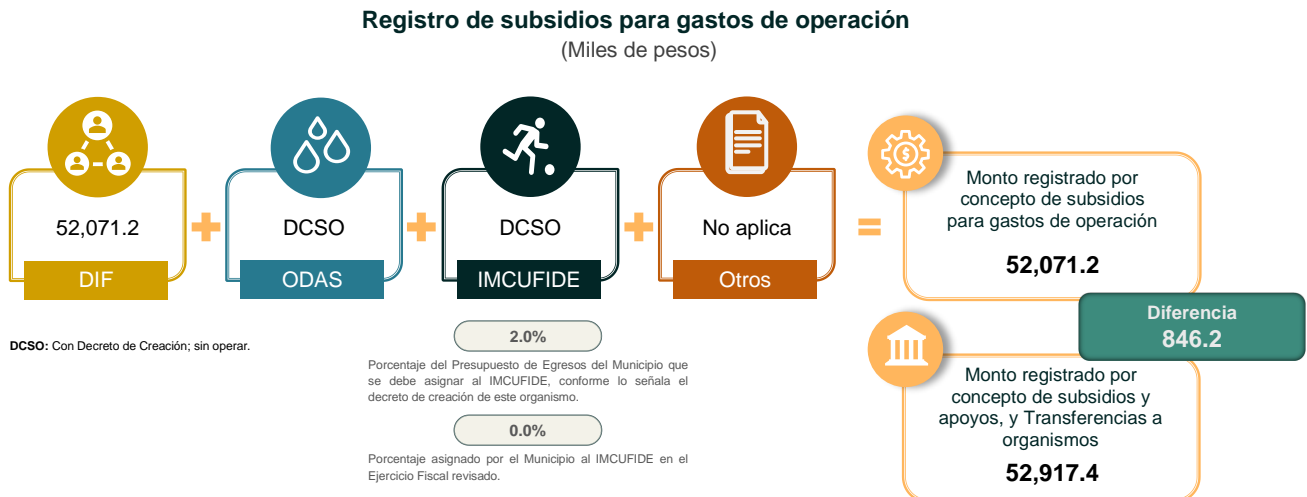 Registro de subsidios para gastos de operación
(Miles de pesos)
52,071.2
DIF
DCSO
ODAS
DCSO
IMCUFIDE
No aplica
Otros
Monto registrado por
concepto de subsidios
para gastos de operación
52,071.2
Diferencia
846.2
Monto registrado por
concepto de subsidios y
apoyos, y Transferencias a
organismos
52,917.4
DCSO: Con Decreto de Creación; sin operar.
2.0%
Porcentaje del Presupuesto de Egresos del Municipio que
se debe asignar al IMCUFIDE, conforme lo señala el
decreto de creación de este organismo.
0.0%
Porcentaje asignado por el Municipio al IMCUFIDE en el
Ejercicio Fiscal revisado.